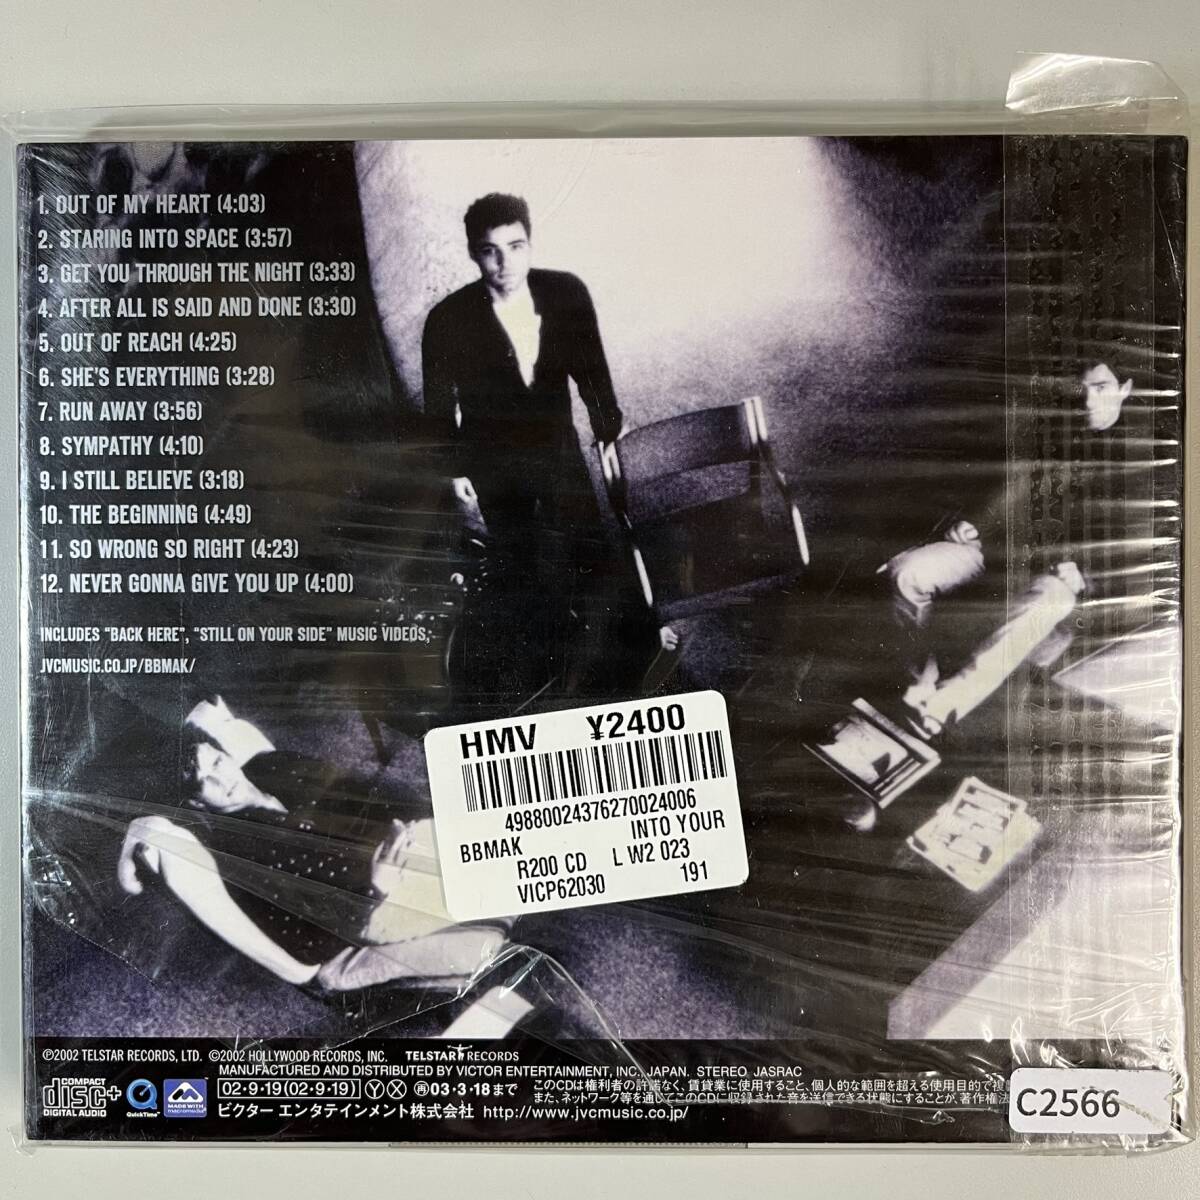 1. OUT OF MY HEART (4:03)
2. STARING INTO SPACE (3:57)
3. GET YOU THROUGH THE NIGHT (3:33)
4. AFTER ALL IS SAID AND DONE (3:30)
5. OUT OF REACH (4:25)
6. SHE'S EVERYTHING (3:28)
7. RUN AWAY (3:56)
8. SYMPATHY (4:10)
9. I STILL BELIEVE (3:18)
10. THE BEGINNING (4:49)
11. SO WRONG SO RIGHT (4:23)
12. NEVER GONNA GIVE YOU UP (4:00)
INCLUDES "BACK HERE", "STILL ON YOUR SIDE" MUSIC VIDEOS,
JVCMUSIC.CO.JP/BBMAK/
HMV ¥2400
49880024376270024006
BBMAK INTO YOUR
R200 CD L W2 023
VICP62030 191
Ⓟ2002 TELSTAR RECORDS, LTD. ©2002 HOLLYWOOD RECORDS, INC. TELSTAR RECORDS
MANUFACTURED AND DISTRIBUTED BY VICTOR ENTERTAINMENT, INC., JAPAN. STEREO JASRAC
COMPACT disc+ DIGITAL AUDIO
QuickTime™
MADE WITH MACROMEDIA
02・9・19(02・9・19) Ⓨ Ⓧ 再03・3・18まで
このCDは権利者の許諾なく、賃貸業に使用すること、個人的な範囲を超える使用目的で複
また、ネットワーク等を通じてこのCDに収録された音を送信できる状態にすることが、著作権法
ビクター エンタテインメント株式会社 http://www.jvcmusic.co.jp/
C2566